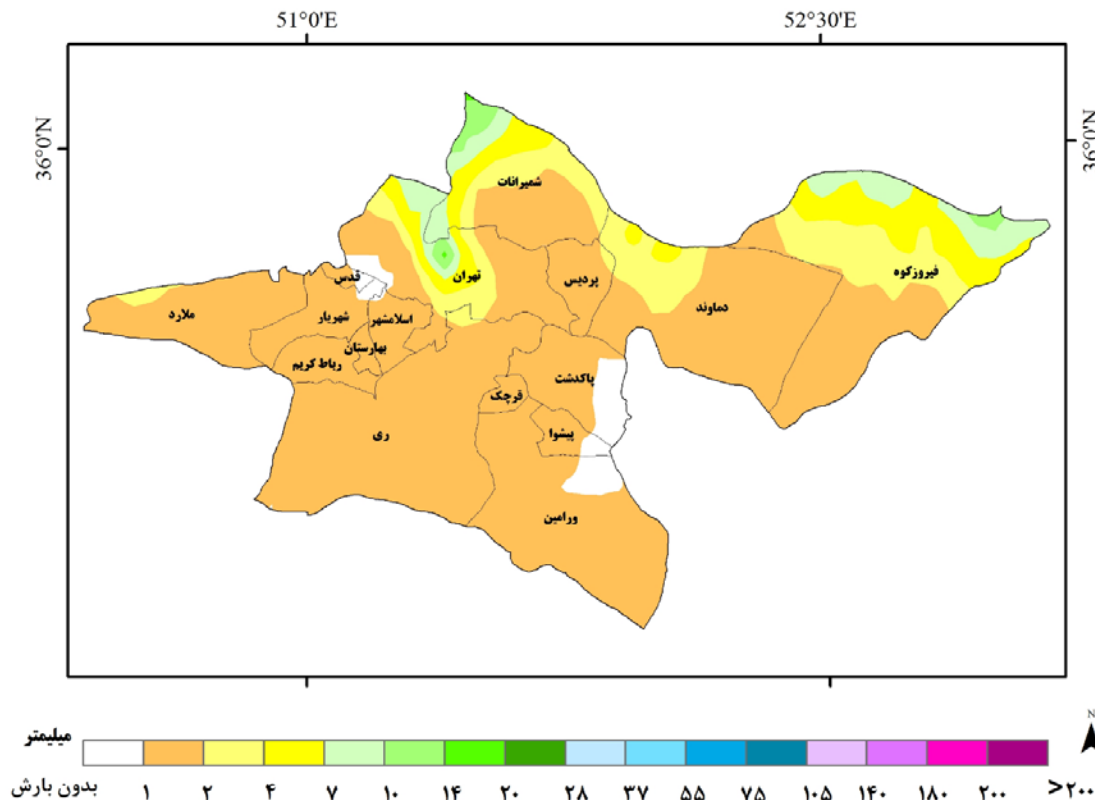 51°0'E
52°30'E
36°0'N
36°0'N
شمیرانات
فیروزکوه
تهران
پردیس
قدس
دماوند
ملارد
شهریار
اسلامشهر
بهارستان
رباط کریم
پاکدشت
قرچک
پیشوا
ری
ورامین
N
میلیمتر
بدون بارش ۱ ۲ ۴ ۷ ۱۰ ۱۴ ۲۰ ۲۸ ۳۷ ۵۵ ۷۵ ۱۰۵ ۱۴۰ ۱۸۰ ۲۰۰ >۲۰۰